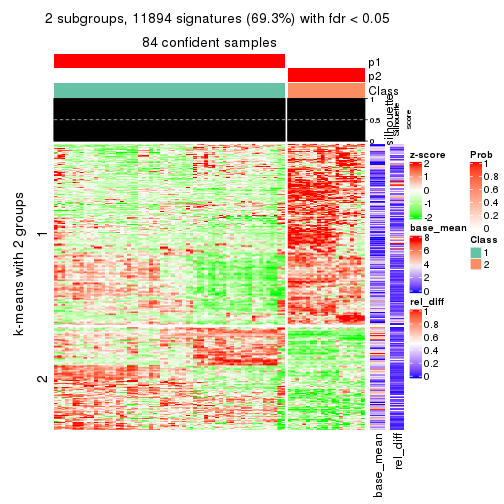 2 subgroups, 11894 signatures (69.3%) with fdr < 0.05
84 confident samples
p1
p2
Class
1
0.5
0
silhouette
Silhouette
score
k-means with 2 groups
1
2
z-score
2
1
0
-1
-2
base_mean
8
6
4
2
0
rel_diff
1
0.8
0.6
0.4
0.2
0
Prob
1
0.8
0.6
0.4
0.2
0
Class
1
2
base_mean
rel_diff